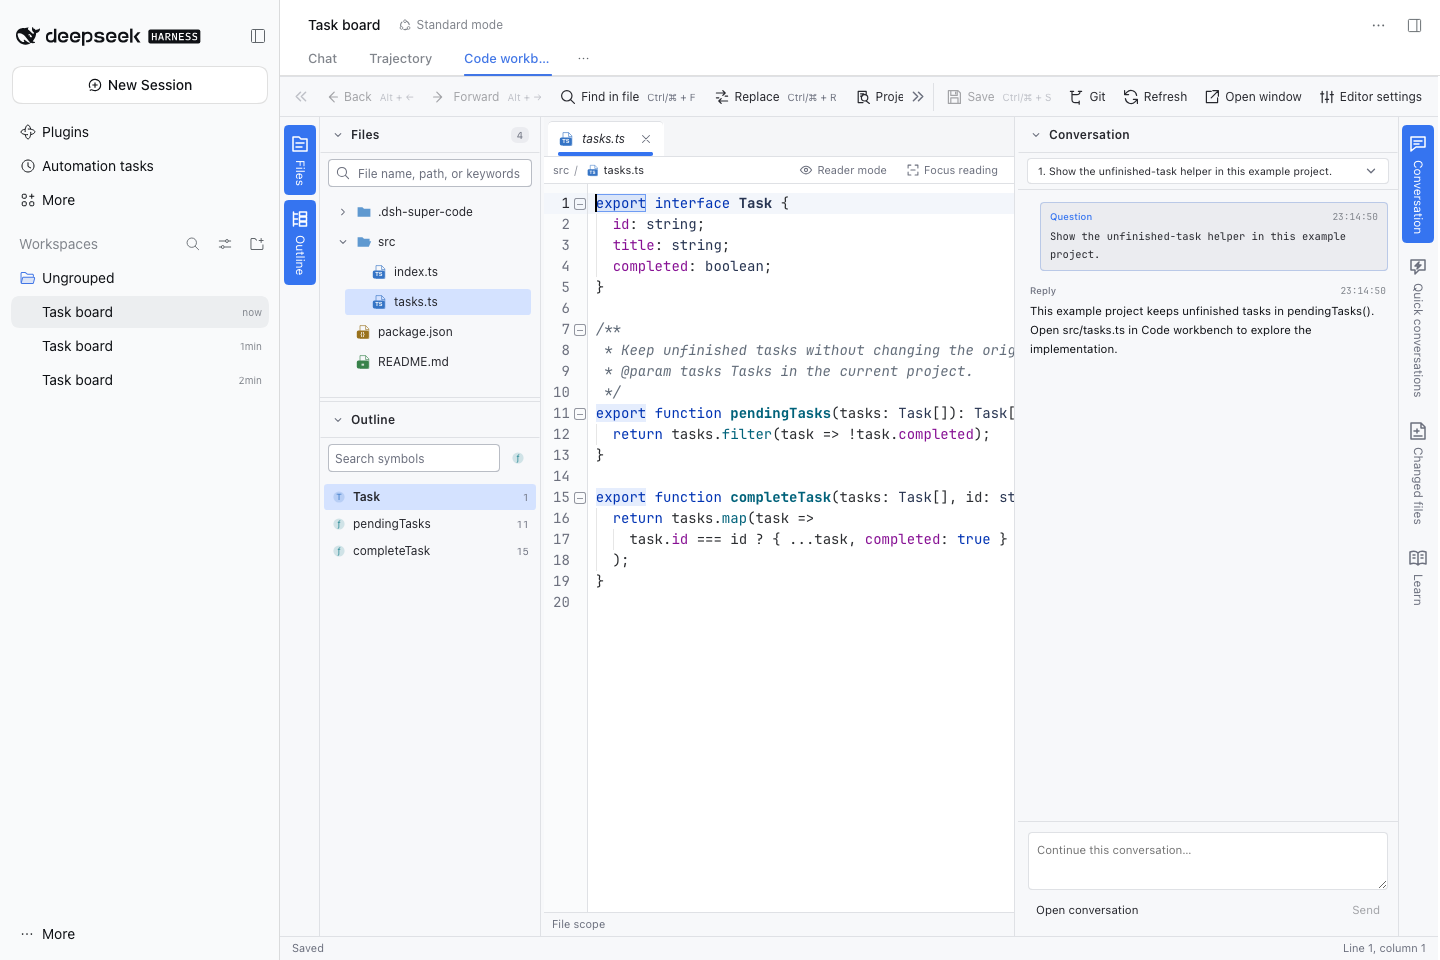 deepseek HARNESS
New Session
Plugins
Automation tasks
More
Workspaces
Ungrouped
Task board now
Task board 1min
Task board 2min
More
Task board Standard mode
Chat Trajectory Code workb... ...
Back Alt + ← Forward Alt + → Find in file Ctrl/⌘ + F Replace Ctrl/⌘ + R Proje Save Ctrl/⌘ + S Git Refresh Open window Editor settings
Files
Outline
Files 4
File name, path, or keywords
.dsh-super-code
src
index.ts
tasks.ts
package.json
README.md
Outline
Search symbols
Task 1
pendingTasks 11
completeTask 15
tasks.ts
src / tasks.ts Reader mode Focus reading
1 export interface Task {
2 id: string;
3 title: string;
4 completed: boolean;
5 }
6
7 /**
8 * Keep unfinished tasks without changing the orig
9 * @param tasks Tasks in the current project.
10 */
11 export function pendingTasks(tasks: Task[]): Task[
12 return tasks.filter(task => !task.completed);
13 }
14
15 export function completeTask(tasks: Task[], id: st
16 return tasks.map(task =>
17 task.id === id ? { ...task, completed: true }
18 );
19 }
20
File scope
Conversation
1. Show the unfinished-task helper in this example project.
Question 23:14:50
Show the unfinished-task helper in this example
project.
Reply 23:14:50
This example project keeps unfinished tasks in pendingTasks().
Open src/tasks.ts in Code workbench to explore the
implementation.
Continue this conversation...
Open conversation Send
Conversation
Quick conversations
Changed files
Learn
Saved Line 1, column 1